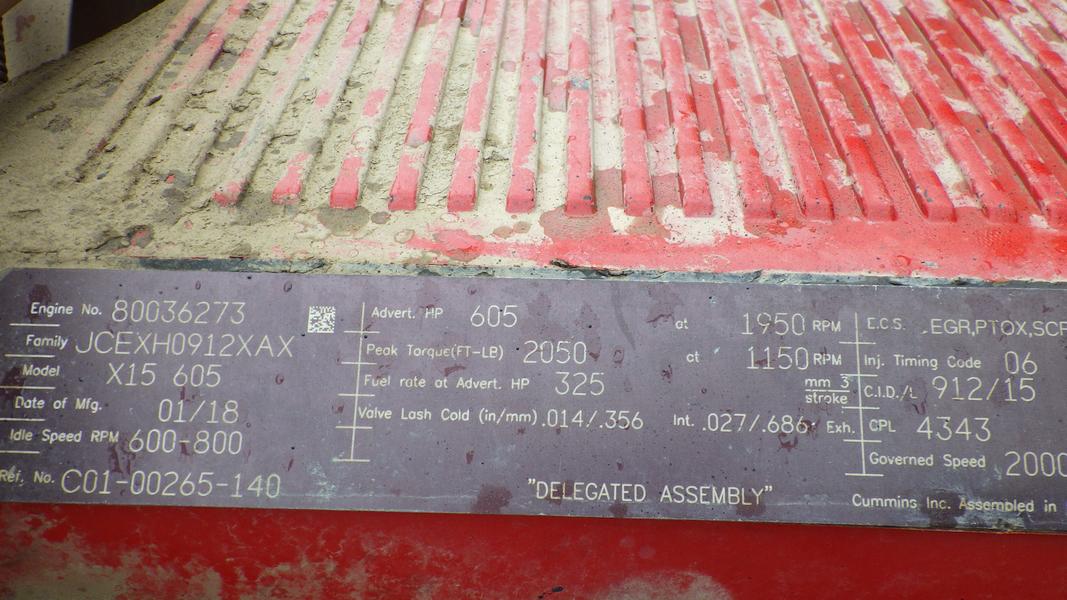 Engine No. 80036273
Family JCEXH0912XAX
Model X15 605
Date of Mfg. 01/18
Idle Speed RPM 600-800
Ref. No. C01-00265-140
Advert. HP 605 at 1950 RPM
Peak Torque(FT-LB) 2050 at 1150 RPM
Fuel rate at Advert. HP 325 mm 3 stroke
Valve Lash Cold (in/mm) .014/.356 Int. .027/.686 Exh.
"DELEGATED ASSEMBLY"
E.C.S. .EGR,PTOX,SCR
Inj. Timing Code 06
C.I.D./L 912/15
CPL 4343
Governed Speed 2000
Cummins Inc. Assembled in